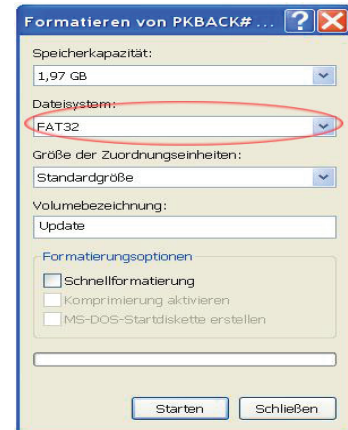 Formatieren von PKBACK# ...
Speicherkapazität:
1,97 GB
Dateisystem:
FAT32
Größe der Zuordnungseinheiten:
Standardgröße
Volumebezeichnung:
Update
Formatierungsoptionen
Schnellformatierung
Komprimierung aktivieren
MS-DOS-Startdiskette erstellen
Starten Schließen